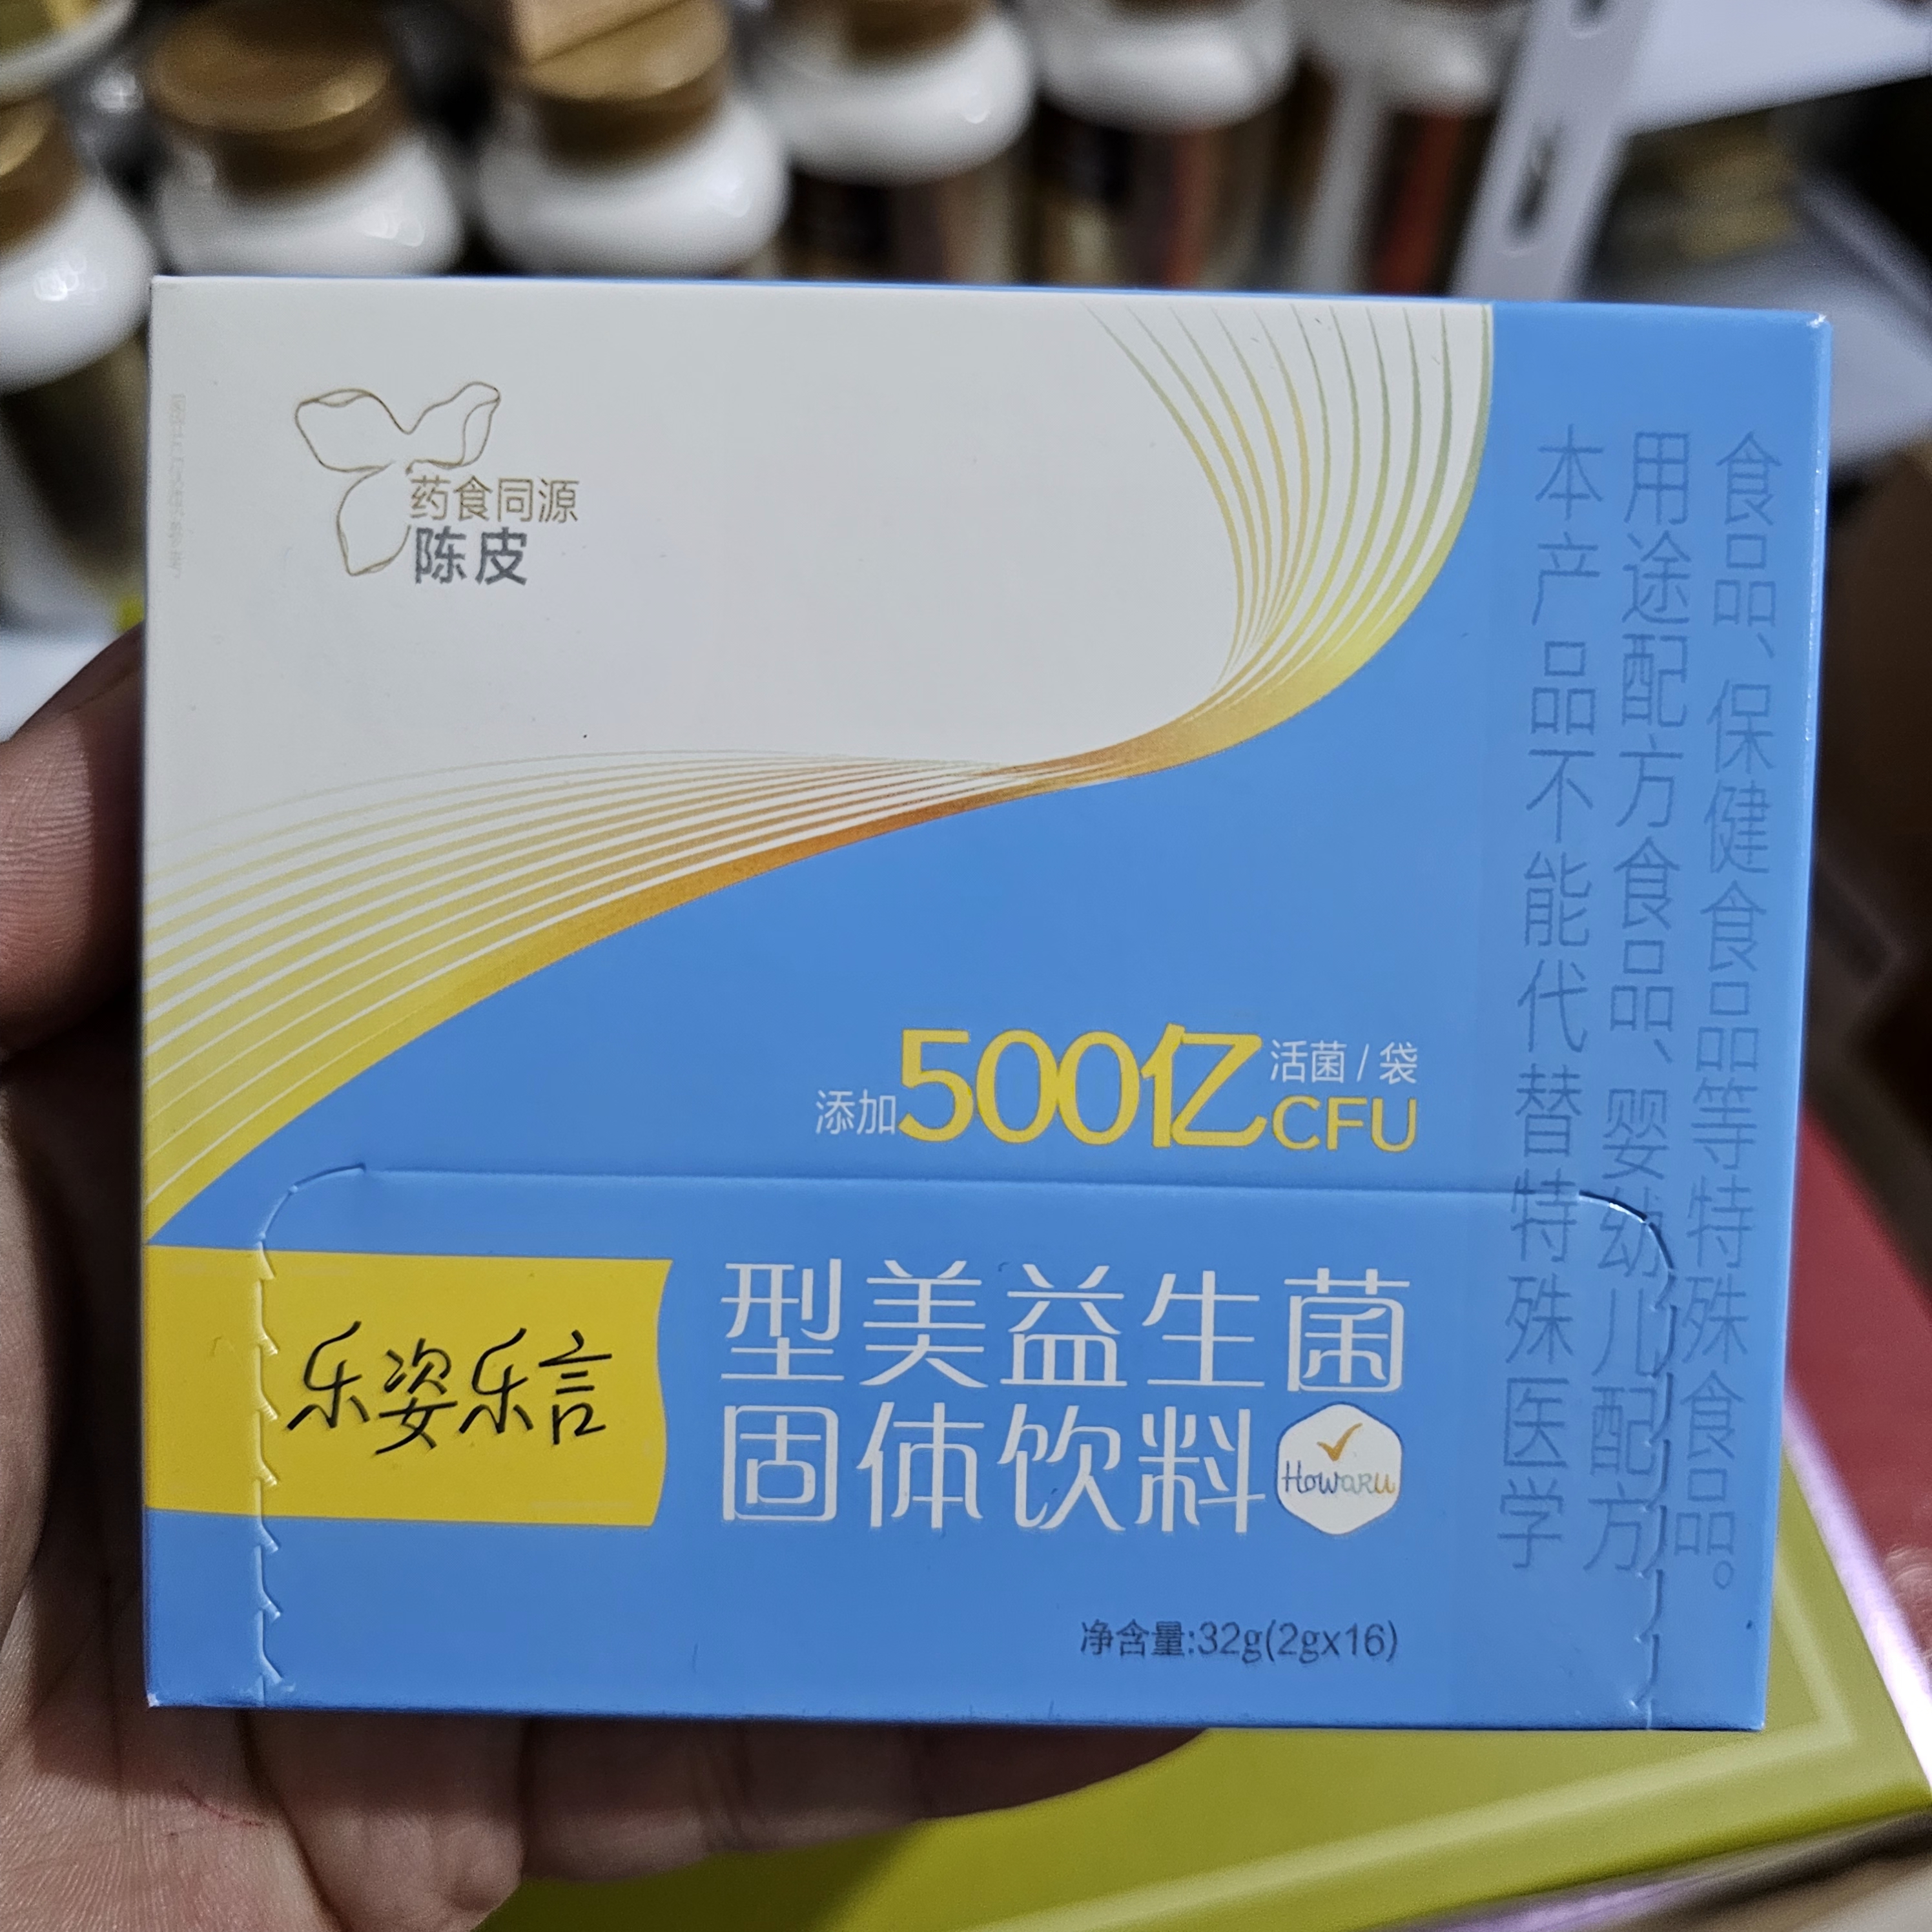 药食同源
陈皮
添加500亿活菌/袋
CFU
乐姿乐言
型美益生菌
固体饮料
HOWARU
净含量:32g(2gx16)
本产品不能代替特殊医学
用途配方食品、婴幼儿配方
食品、保健食品等特殊食品。